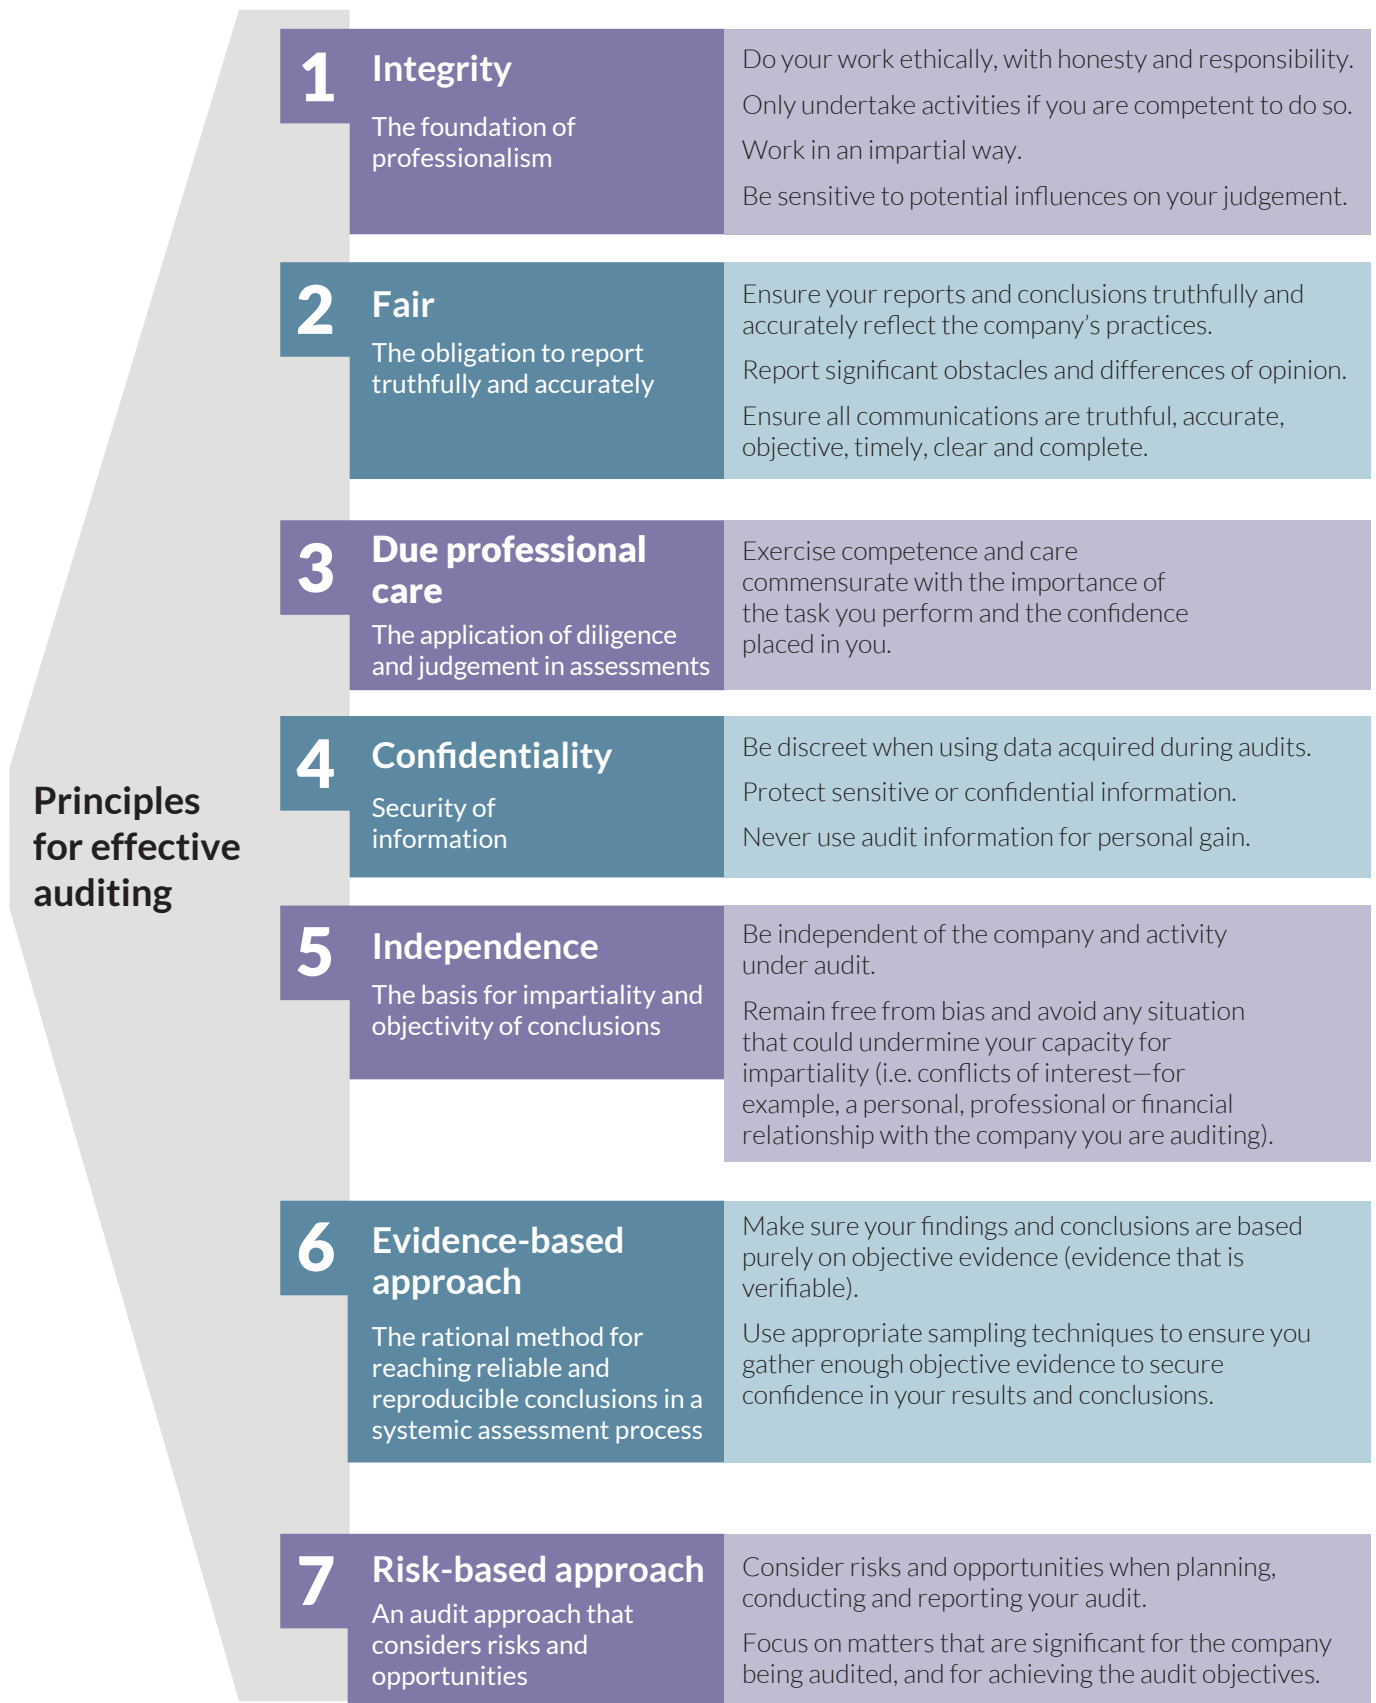 Principles
for effective
auditing
1
Integrity
The foundation of
professionalism
Do your work ethically, with honesty and responsibility.
Only undertake activities if you are competent to do so.
Work in an impartial way.
Be sensitive to potential influences on your judgement.
2
Fair
The obligation to report
truthfully and accurately
Ensure your reports and conclusions truthfully and
accurately reflect the company’s practices.
Report significant obstacles and differences of opinion.
Ensure all communications are truthful, accurate,
objective, timely, clear and complete.
3
Due professional
care
The application of diligence
and judgement in assessments
Exercise competence and care
commensurate with the importance of
the task you perform and the confidence
placed in you.
4
Confidentiality
Security of
information
Be discreet when using data acquired during audits.
Protect sensitive or confidential information.
Never use audit information for personal gain.
5
Independence
The basis for impartiality and
objectivity of conclusions
Be independent of the company and activity
under audit.
Remain free from bias and avoid any situation
that could undermine your capacity for
impartiality (i.e. conflicts of interest—for
example, a personal, professional or financial
relationship with the company you are auditing).
6
Evidence-based
approach
The rational method for
reaching reliable and
reproducible conclusions in a
systemic assessment process
Make sure your findings and conclusions are based
purely on objective evidence (evidence that is
verifiable).
Use appropriate sampling techniques to ensure you
gather enough objective evidence to secure
confidence in your results and conclusions.
7
Risk-based approach
An audit approach that
considers risks and
opportunities
Consider risks and opportunities when planning,
conducting and reporting your audit.
Focus on matters that are significant for the company
being audited, and for achieving the audit objectives.